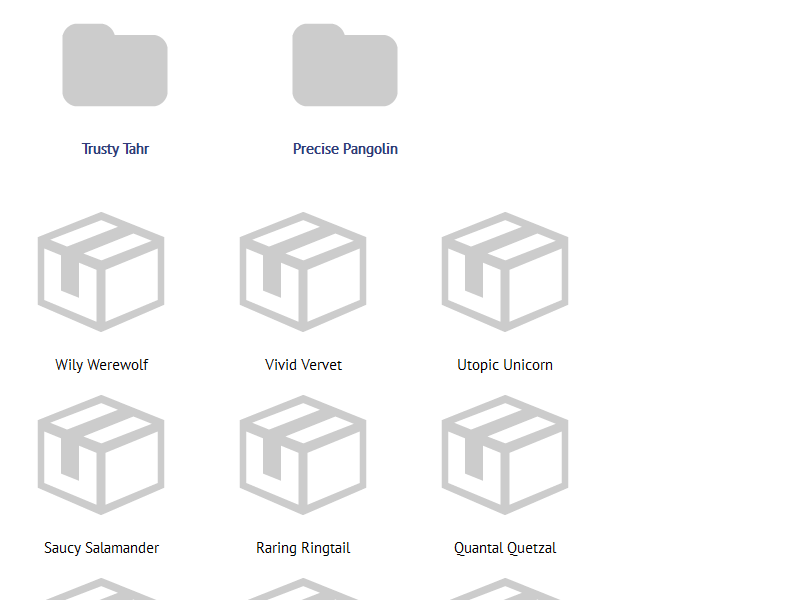 Trusty Tahr
Precise Pangolin
Wily Werewolf
Vivid Vervet
Utopic Unicorn
Saucy Salamander
Raring Ringtail
Quantal Quetzal